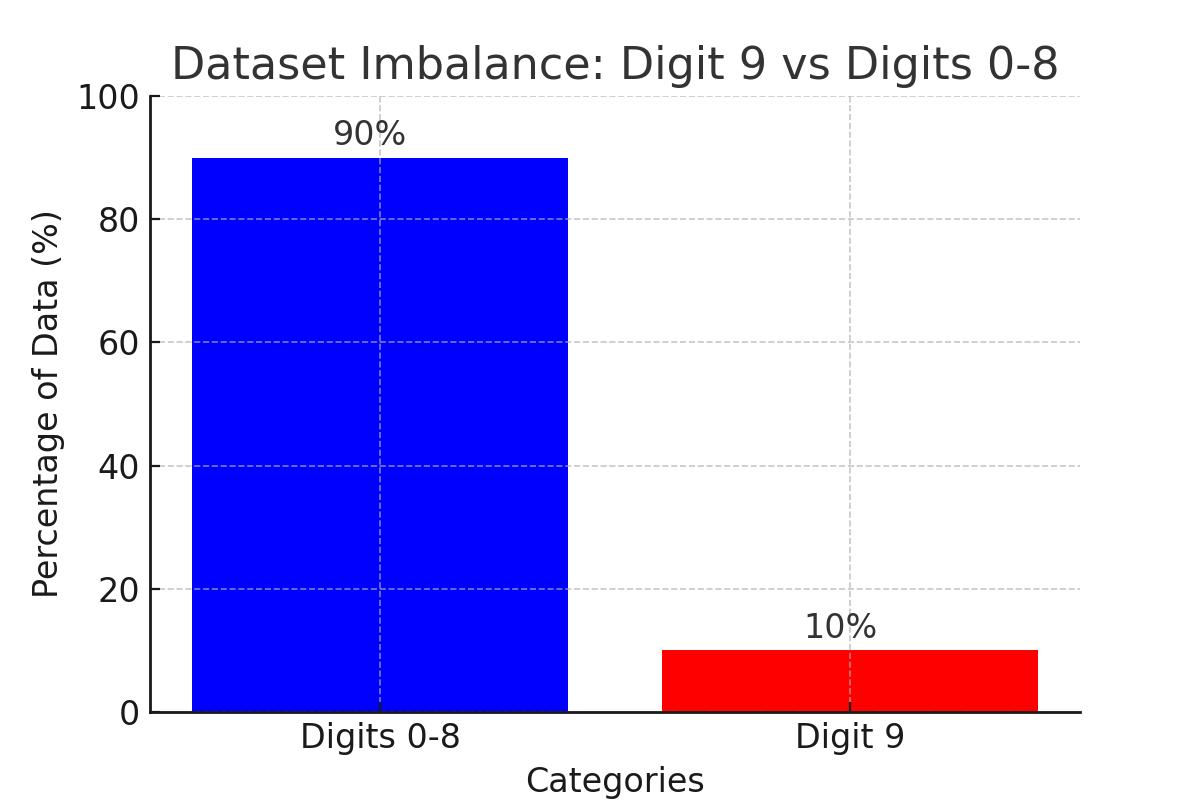 Dataset Imbalance: Digit 9 vs Digits 0-8
100
80
60
40
20
0
Percentage of Data (%)
90%
10%
Digits 0-8
Digit 9
Categories